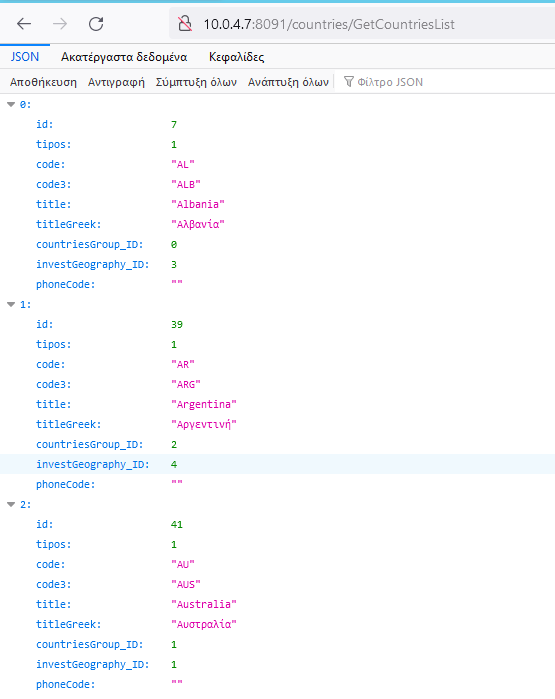 10.0.4.7:8091/countries/GetCountriesList
JSON Ακατέργαστα δεδομένα Κεφαλίδες
Αποθήκευση Αντιγραφή Σύμπτυξη όλων Ανάπτυξη όλων Φίλτρο JSON
0:
id: 7
tipos: 1
code: "AL"
code3: "ALB"
title: "Albania"
titleGreek: "Αλβανία"
countriesGroup_ID: 0
investGeography_ID: 3
phoneCode: ""
1:
id: 39
tipos: 1
code: "AR"
code3: "ARG"
title: "Argentina"
titleGreek: "Αργεντινή"
countriesGroup_ID: 2
investGeography_ID: 4
phoneCode: ""
2:
id: 41
tipos: 1
code: "AU"
code3: "AUS"
title: "Australia"
titleGreek: "Αυστραλία"
countriesGroup_ID: 1
investGeography_ID: 1
phoneCode: ""